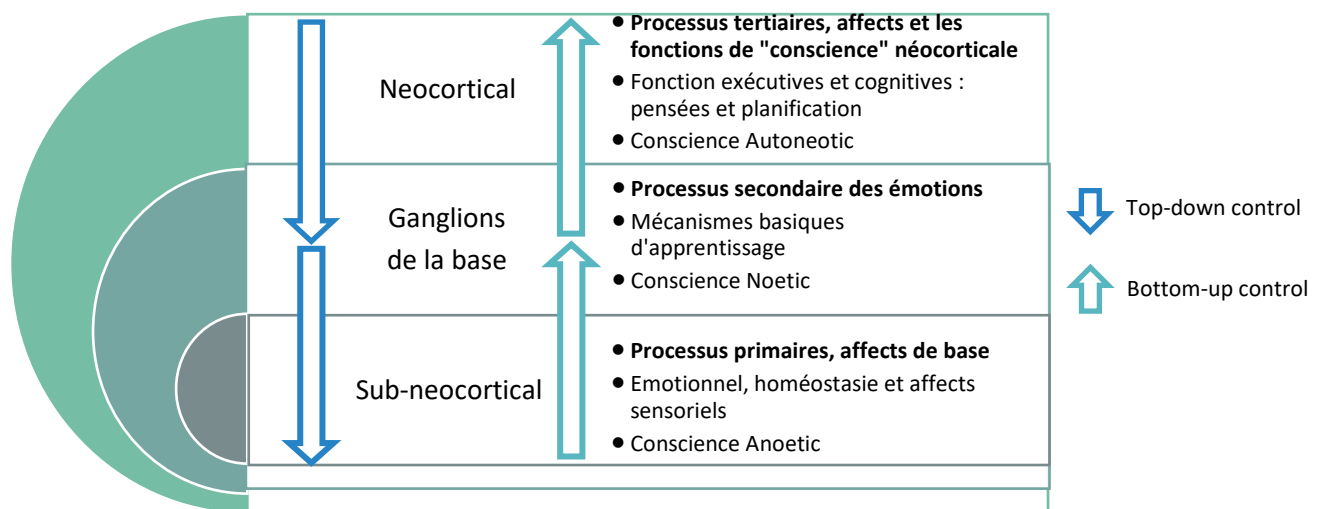 Neocortical
• Processus tertiaires, affects et les
fonctions de "conscience" néocorticale
• Fonction exécutives et cognitives :
pensées et planification
• Conscience Autoneotic
Ganglions
de la base
• Processus secondaire des émotions
• Mécanismes basiques
d'apprentissage
• Conscience Noetic
Sub-neocortical
• Processus primaires, affects de base
• Emotionnel, homéostasie et affects
sensoriels
• Conscience Anoetic
Top-down control
Bottom-up control